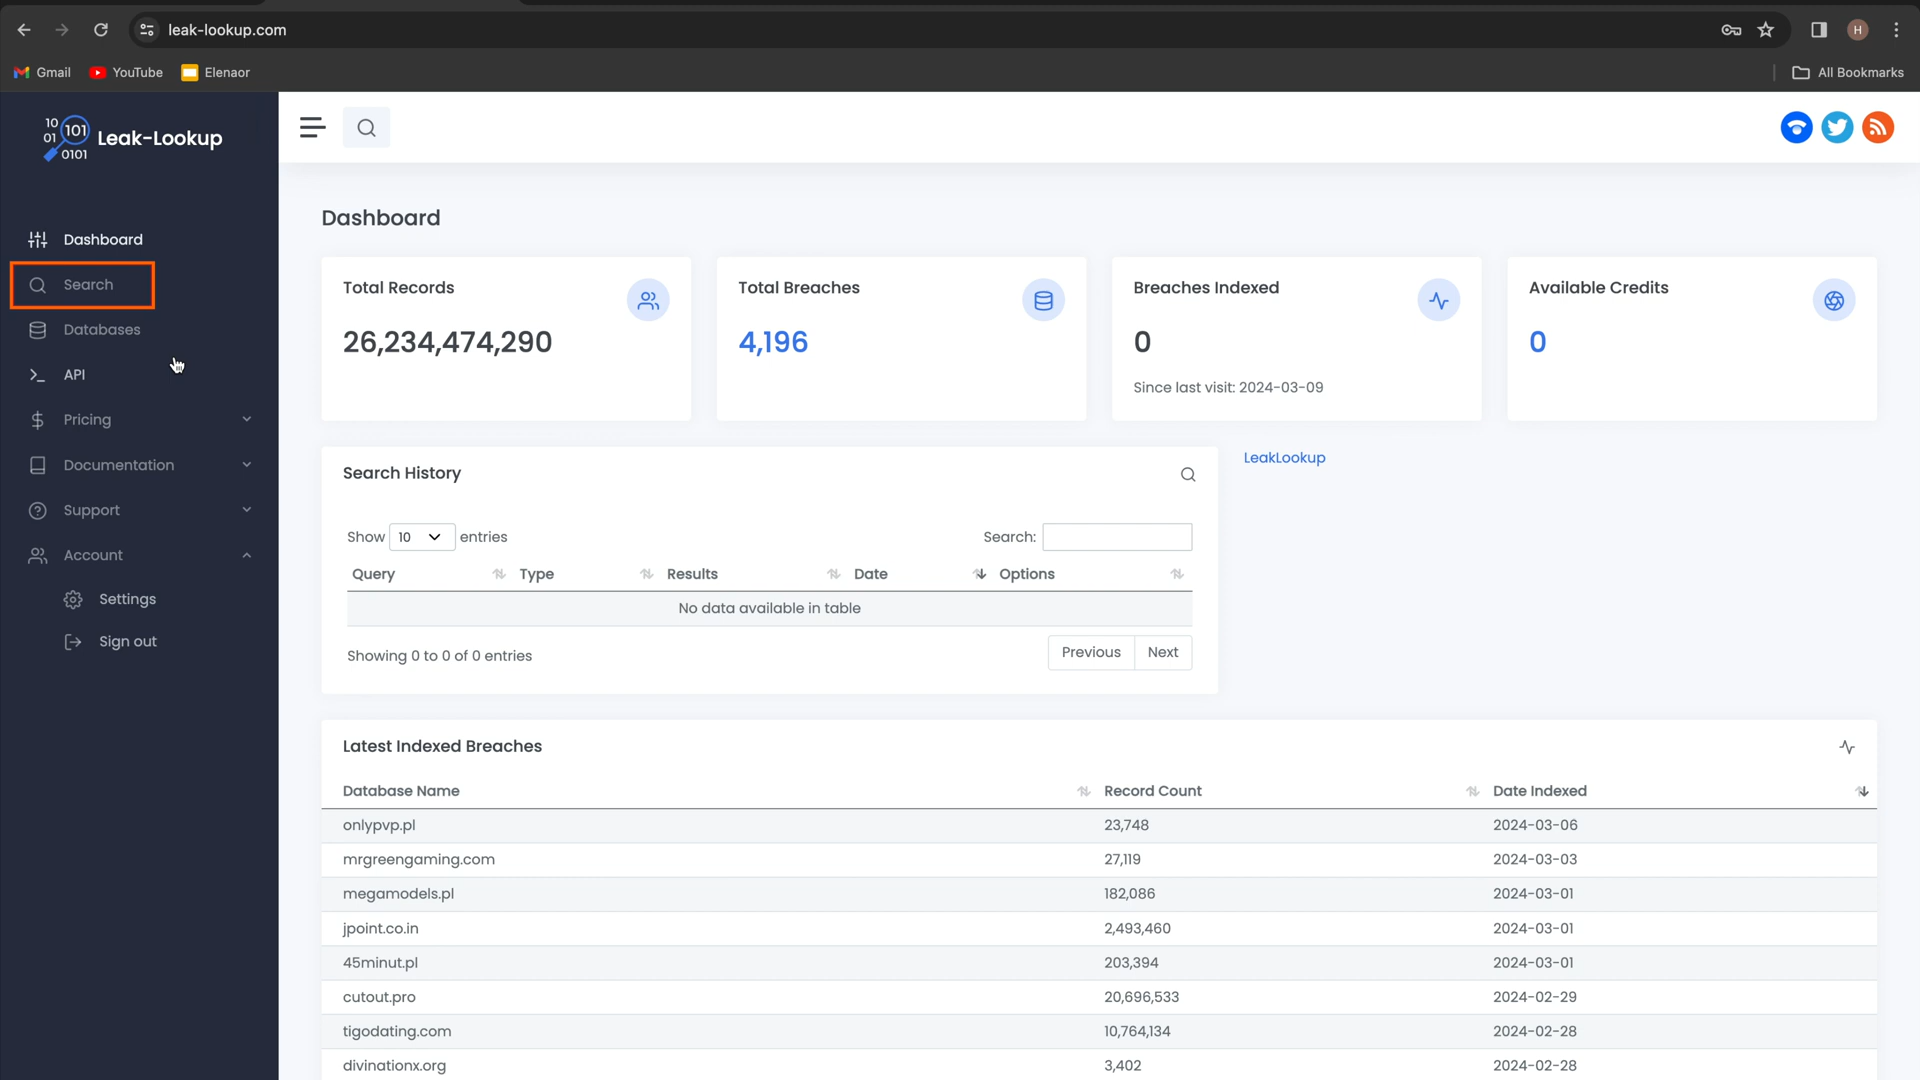 leak-lookup.com
H
Gmail YouTube Elenaor All Bookmarks
10 101 01 0101 Leak-Lookup
Dashboard
Search
Databases
API
Pricing
Documentation
Support
Account
Settings
Sign out
Dashboard
Total Records
26,234,474,290
Total Breaches
4,196
Breaches Indexed
0
Since last visit: 2024-03-09
Available Credits
0
Search History
LeakLookup
Show 10 entries Search:
Query Type Results Date Options
No data available in table
Showing 0 to 0 of 0 entries
Previous Next
Latest Indexed Breaches
Database Name Record Count Date Indexed
onlypvp.pl 23,748 2024-03-06
mrgreengaming.com 27,119 2024-03-03
megamodels.pl 182,086 2024-03-01
jpoint.co.in 2,493,460 2024-03-01
45minut.pl 203,394 2024-03-01
cutout.pro 20,696,533 2024-02-29
tigodating.com 10,764,134 2024-02-28
divinationx.org 3,402 2024-02-28